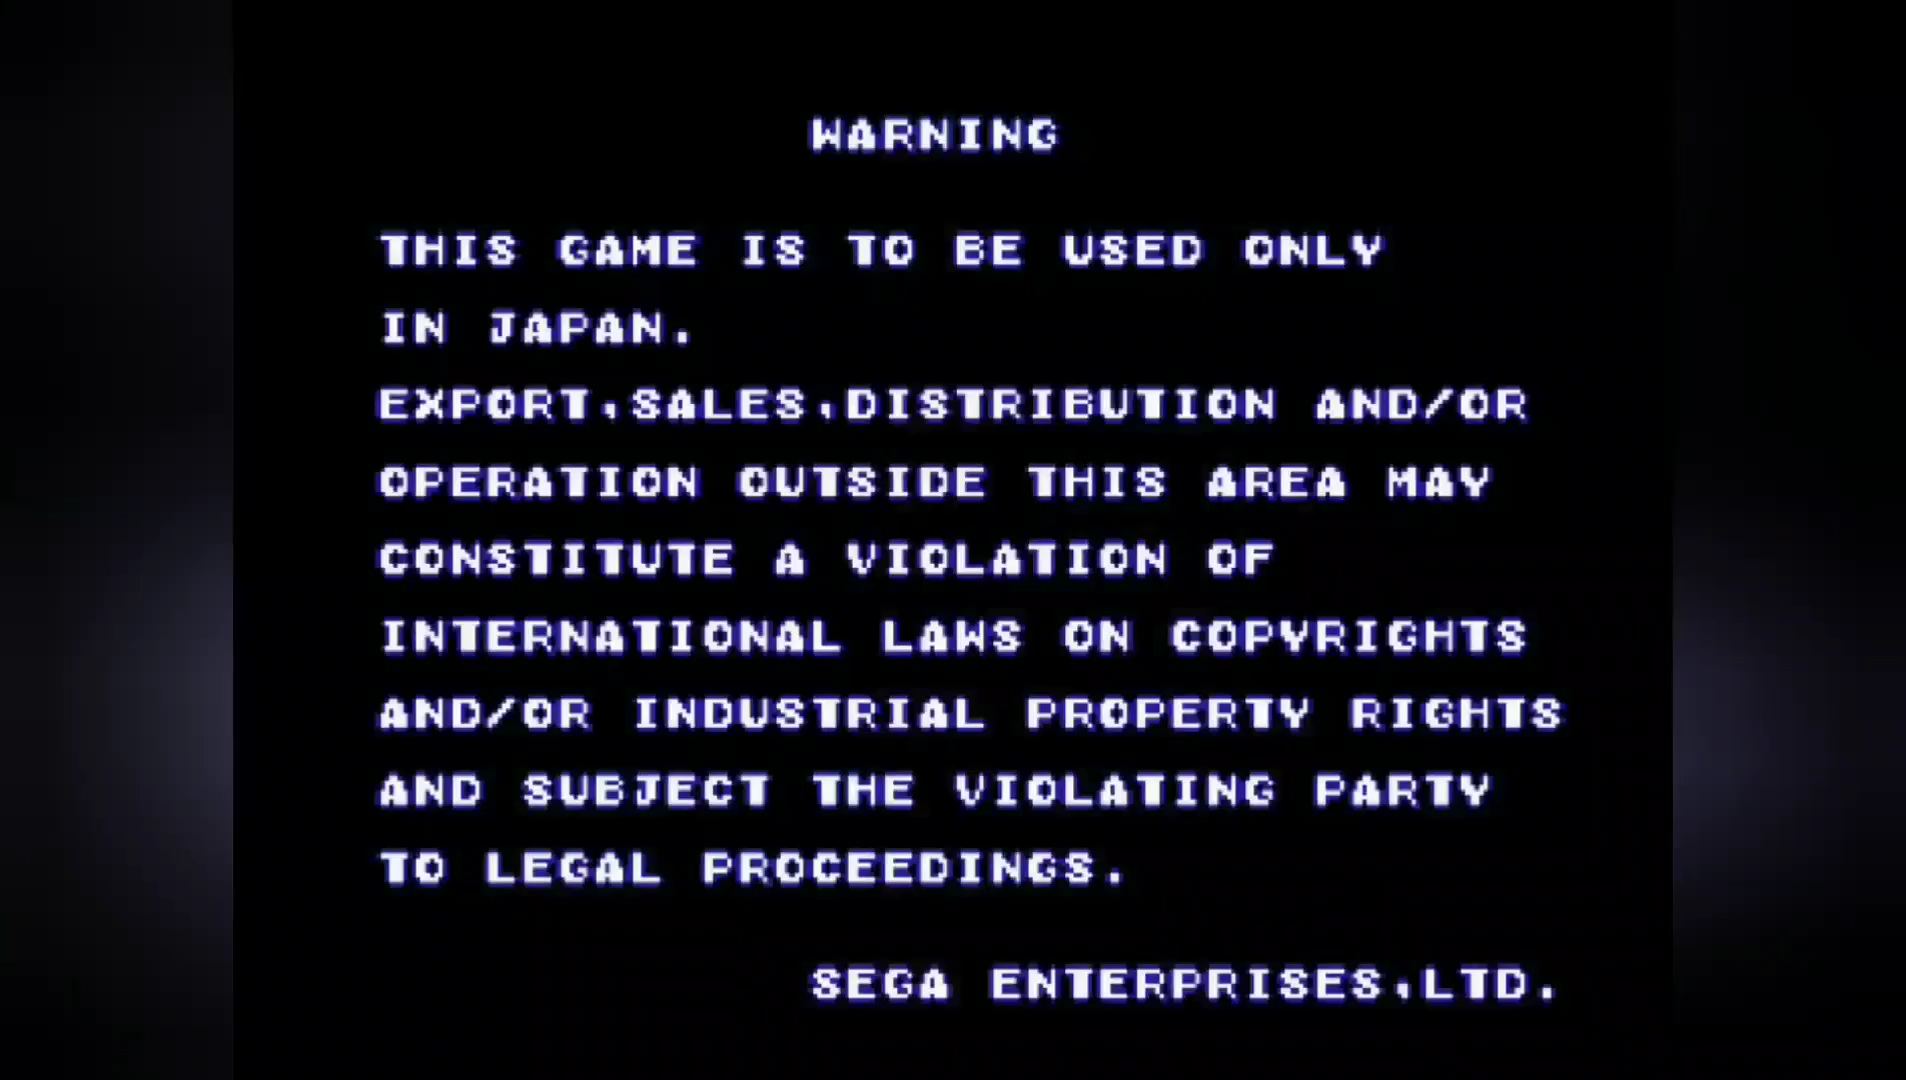 WARNING
THIS GAME IS TO BE USED ONLY
IN JAPAN.
EXPORT,SALES,DISTRIBUTION AND/OR
OPERATION OUTSIDE THIS AREA MAY
CONSTITUTE A VIOLATION OF
INTERNATIONAL LAWS ON COPYRIGHTS
AND/OR INDUSTRIAL PROPERTY RIGHTS
AND SUBJECT THE VIOLATING PARTY
TO LEGAL PROCEEDINGS.
SEGA ENTERPRISES,LTD.